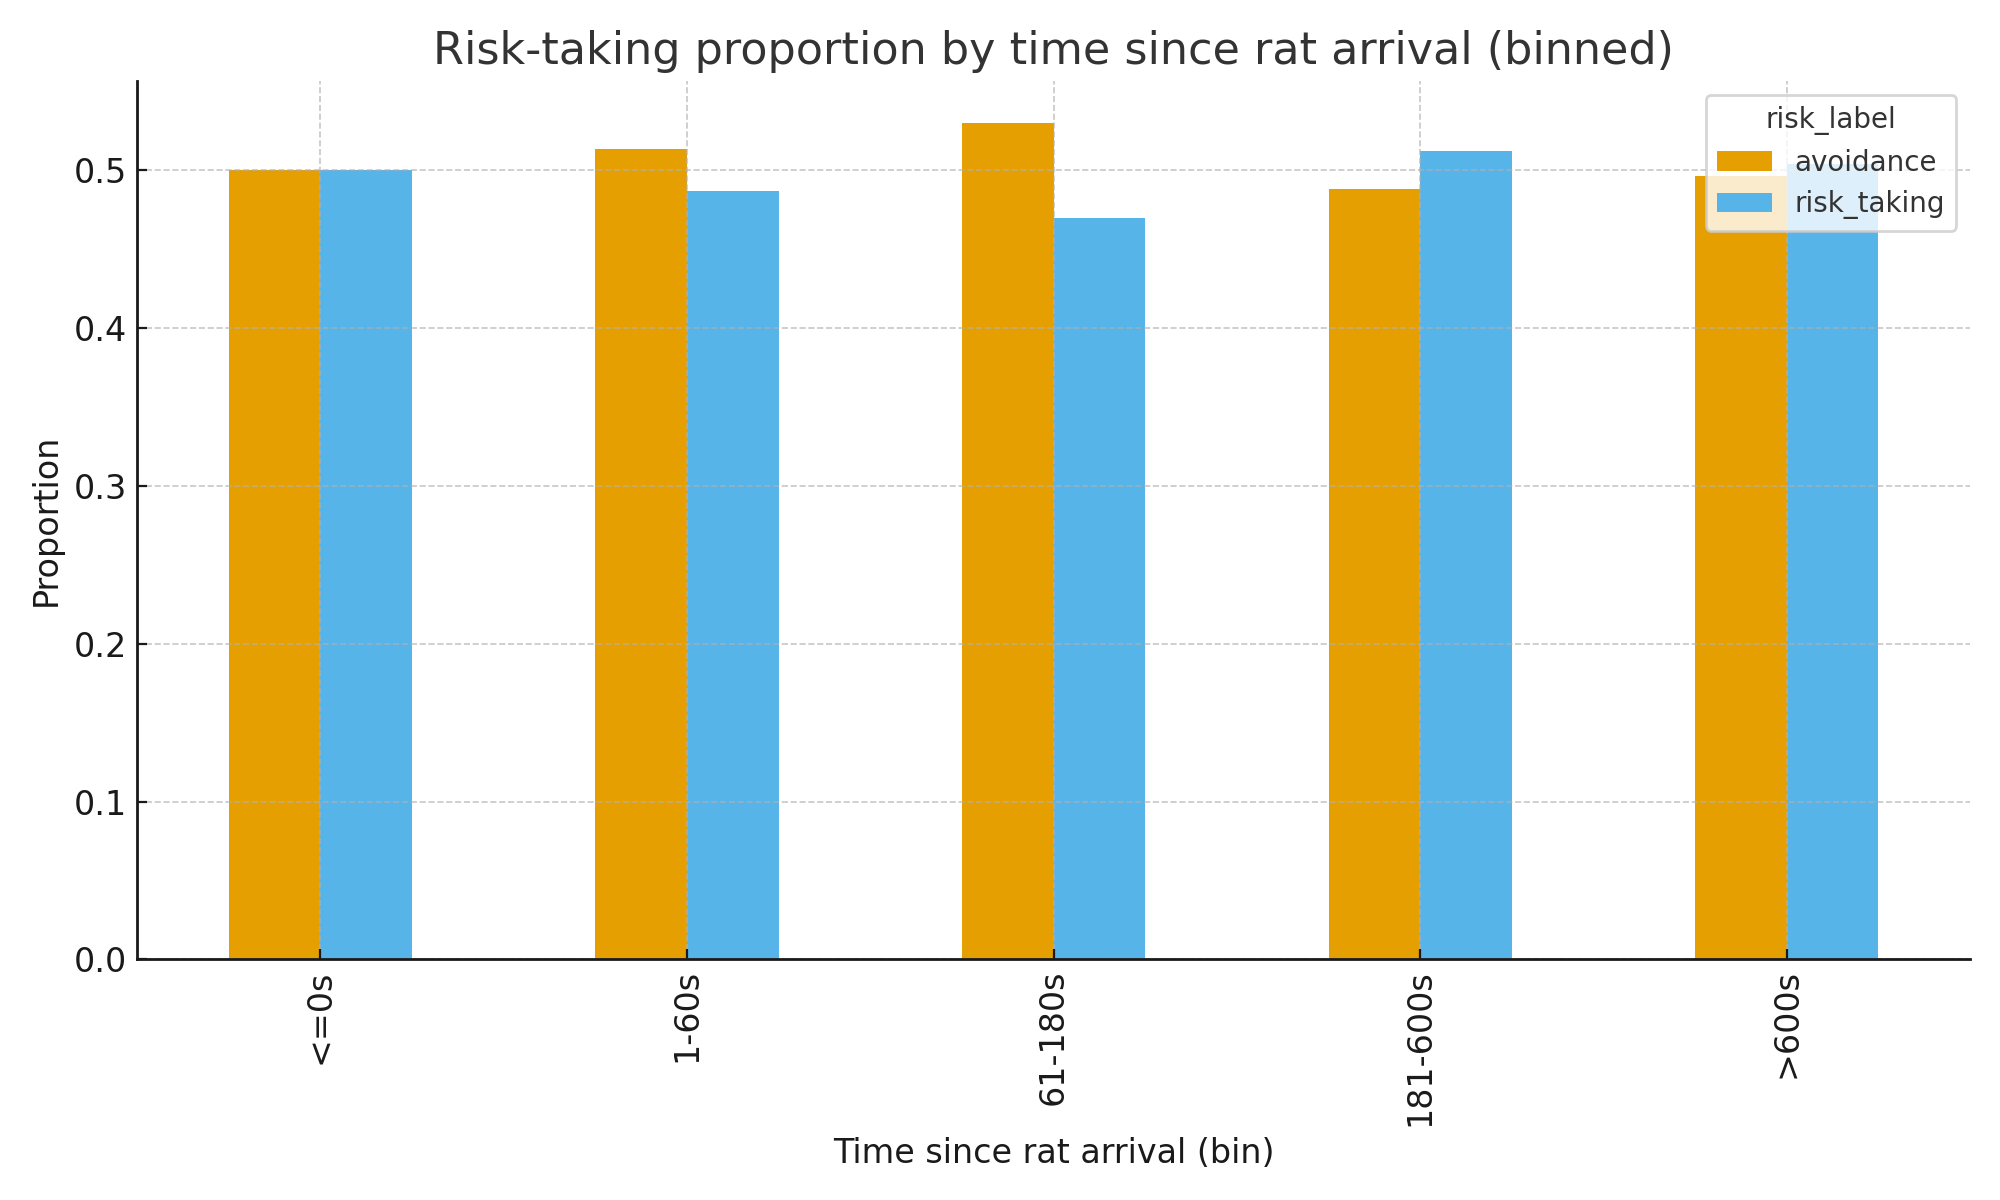 Risk-taking proportion by time since rat arrival (binned)
risk_label
avoidance
risk_taking
Proportion
0.5
0.4
0.3
0.2
0.1
0.0
<=0s
1-60s
61-180s
181-600s
>600s
Time since rat arrival (bin)